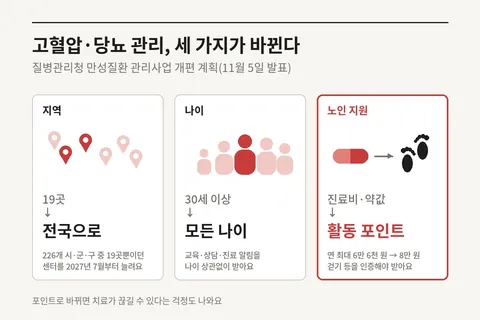 고혈압·당뇨 관리, 세 가지가 바뀐다
질병관리청 만성질환 관리사업 개편 계획(11월 5일 발표)
지역
19곳
↓
전국으로
226개 시·군·구 중 19곳뿐이던
센터를 2027년 7월부터 늘려요
나이
30세 이상
↓
모든 나이
교육·상담·진료 알림을
나이 상관없이 받아요
노인 지원
진료비·약값
↓
활동 포인트
연 최대 6만 6천 원 → 8만 원
걷기 등을 인증해야 받아요
포인트로 바뀌면 치료가 끊길 수 있다는 걱정도 나와요